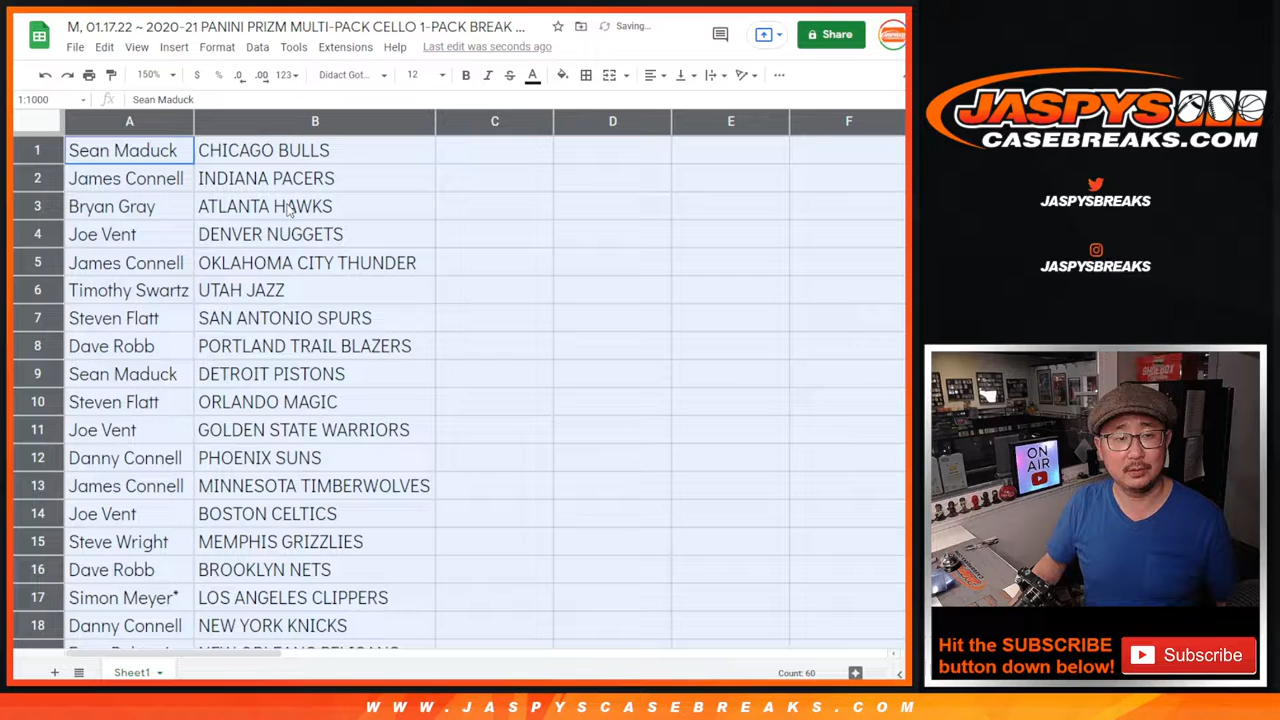 M, 01.17.22 ~ 2020-21 PANINI PRIZM MULTI-PACK CELLO 1-PACK BREAK ...
Saving...
Share
File Edit View Insert Format Data Tools Extensions Help Last edit was seconds ago
150% $ % .0 .00 123 Didact Got... 12 B I S A
1:1000 fx Sean Maduck
A B C D E F
1 Sean Maduck CHICAGO BULLS
2 James Connell INDIANA PACERS
3 Bryan Gray ATLANTA HAWKS
4 Joe Vent DENVER NUGGETS
5 James Connell OKLAHOMA CITY THUNDER
6 Timothy Swartz UTAH JAZZ
7 Steven Flatt SAN ANTONIO SPURS
8 Dave Robb PORTLAND TRAIL BLAZERS
9 Sean Maduck DETROIT PISTONS
10 Steven Flatt ORLANDO MAGIC
11 Joe Vent GOLDEN STATE WARRIORS
12 Danny Connell PHOENIX SUNS
13 James Connell MINNESOTA TIMBERWOLVES
14 Joe Vent BOSTON CELTICS
15 Steve Wright MEMPHIS GRIZZLIES
16 Dave Robb BROOKLYN NETS
17 Simon Meyer* LOS ANGELES CLIPPERS
18 Danny Connell NEW YORK KNICKS
NEW ORLEANS PELICANS
Sheet1
Count: 60
JASPYS
CASEBREAKS.COM
JASPYSBREAKS
JASPYSBREAKS
SHOEBOX
ON
AIR
Hit the SUBSCRIBE
button down below!
Subscribe
WWW.JASPYSCASEBREAKS.COM